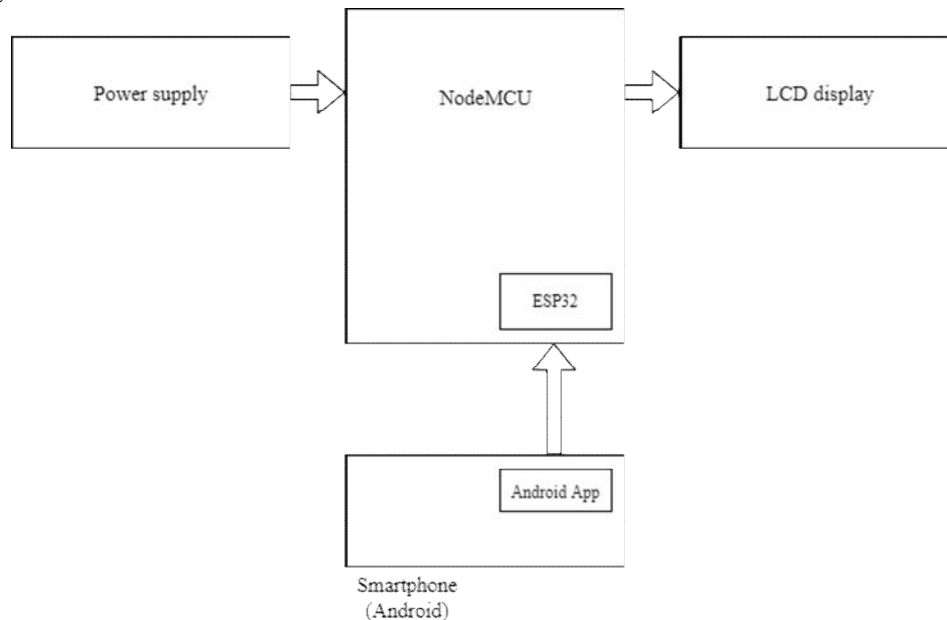 Power supply
NodeMCU
LCD display
ESP32
Android App
Smartphone
(Android)